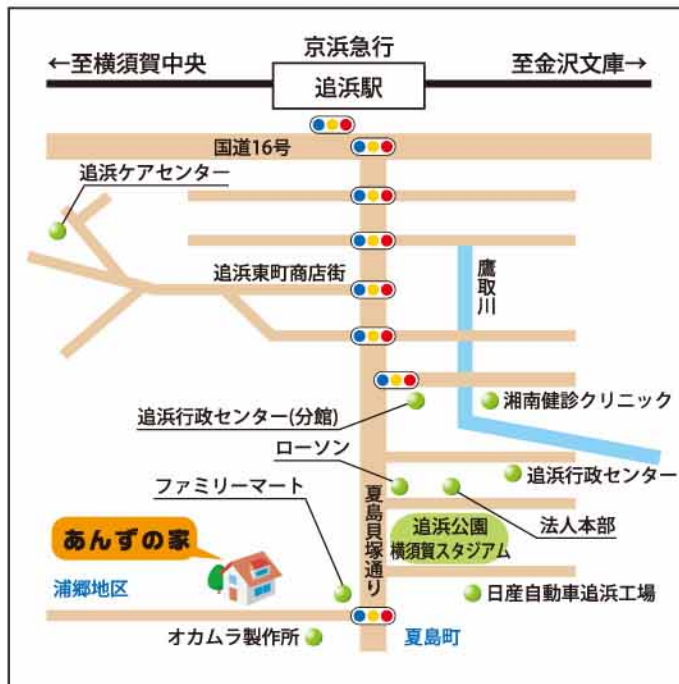 京浜急行
←至横須賀中央
至金沢文庫→
追浜駅
国道16号
追浜ケアセンター
追浜東町商店街
鷹取川
追浜行政センター(分館)
湘南健診クリニック
ローソン
追浜行政センター
ファミリーマート
夏島貝塚通り
法人本部
追浜公園
横須賀スタジアム
あんずの家
浦郷地区
日産自動車追浜工場
オカムラ製作所
夏島町